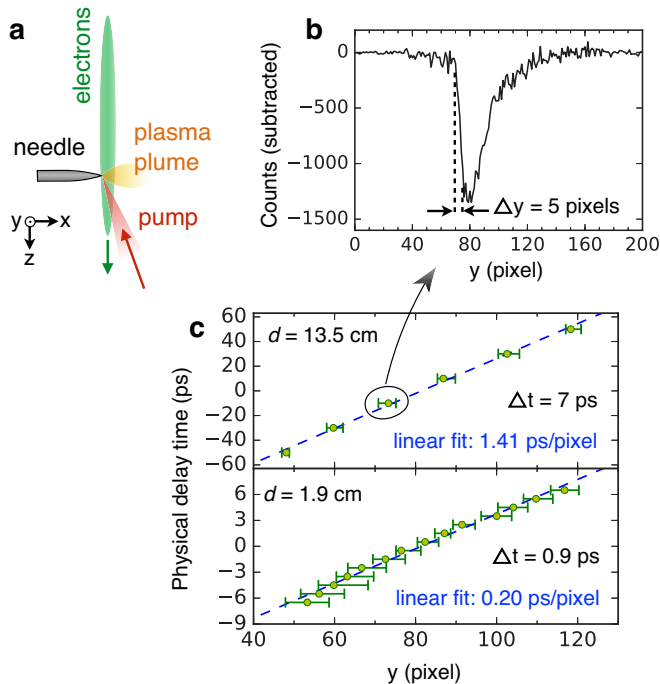 a
electrons
needle
plasma
plume
pump
y
x
z
b
Counts (subtracted)
0
−500
−1000
−1500
Δy = 5 pixels
0 40 80 120 160 200
y (pixel)
c
Physical delay time (ps)
60
40
20
0
−20
−40
−60
d = 13.5 cm
Δt = 7 ps
linear fit: 1.41 ps/pixel
6
3
0
−3
−6
−9
d = 1.9 cm
Δt = 0.9 ps
linear fit: 0.20 ps/pixel
40 60 80 100 120
y (pixel)